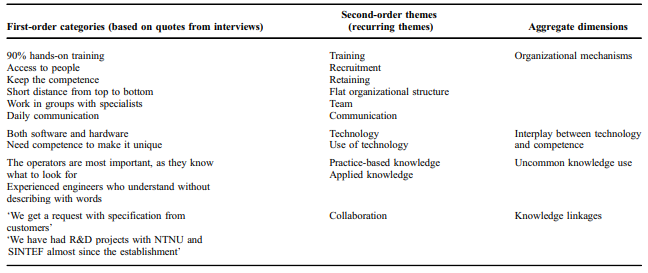 First-order categories (based on quotes from interviews) Second-order themes (recurring themes) Aggregate dimensions
90% hands-on training Training Organizational mechanisms
Access to people Recruitment
Keep the competence Retaining
Short distance from top to bottom Flat organizational structure
Work in groups with specialists Team
Daily communication Communication
Both software and hardware Technology Interplay between technology
Need competence to make it unique Use of technology and competence
The operators are most important, as they know Practice-based knowledge Uncommon knowledge use
what to look for Applied knowledge
Experienced engineers who understand without
describing with words
‘We get a request with specification from Collaboration Knowledge linkages
customers’
‘We have had R&D projects with NTNU and
SINTEF almost since the establishment’